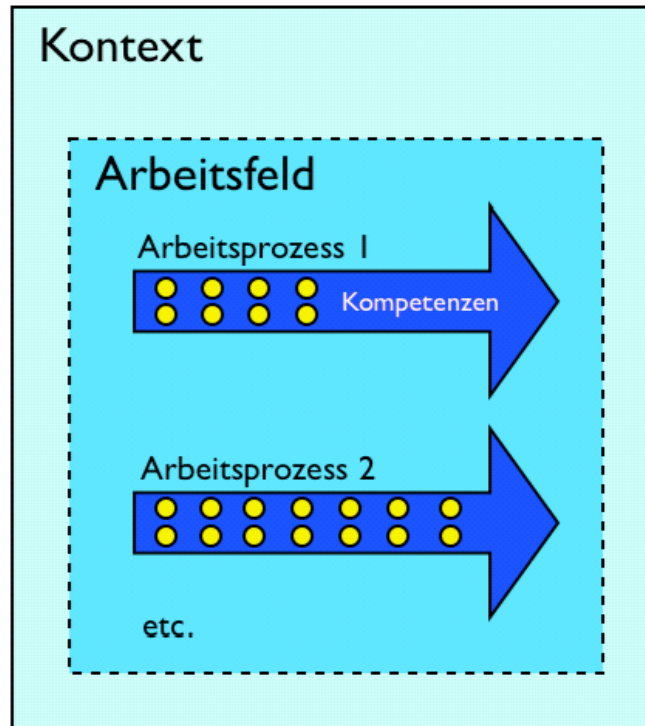 Kontext
Arbeitsfeld
Arbeitsprozess 1
Kompetenzen
Arbeitsprozess 2
etc.